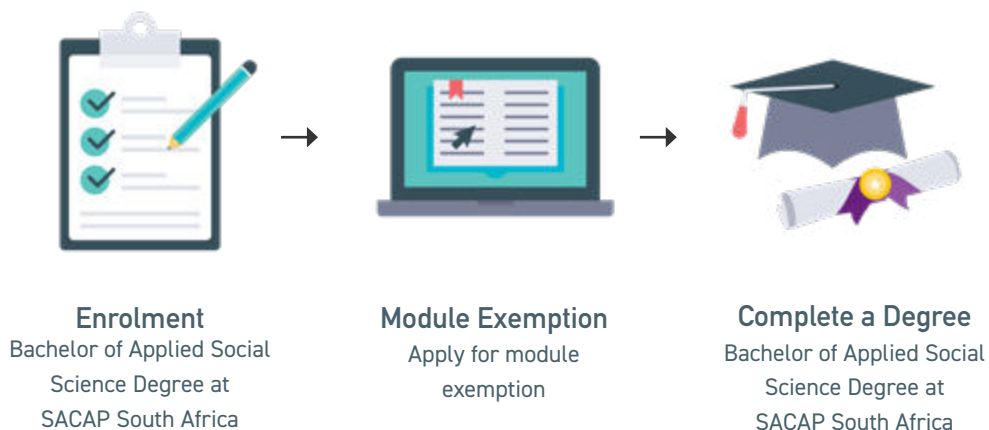 Enrolment
Bachelor of Applied Social
Science Degree at
SACAP South Africa
Module Exemption
Apply for module
exemption
Complete a Degree
Bachelor of Applied Social
Science Degree at
SACAP South Africa